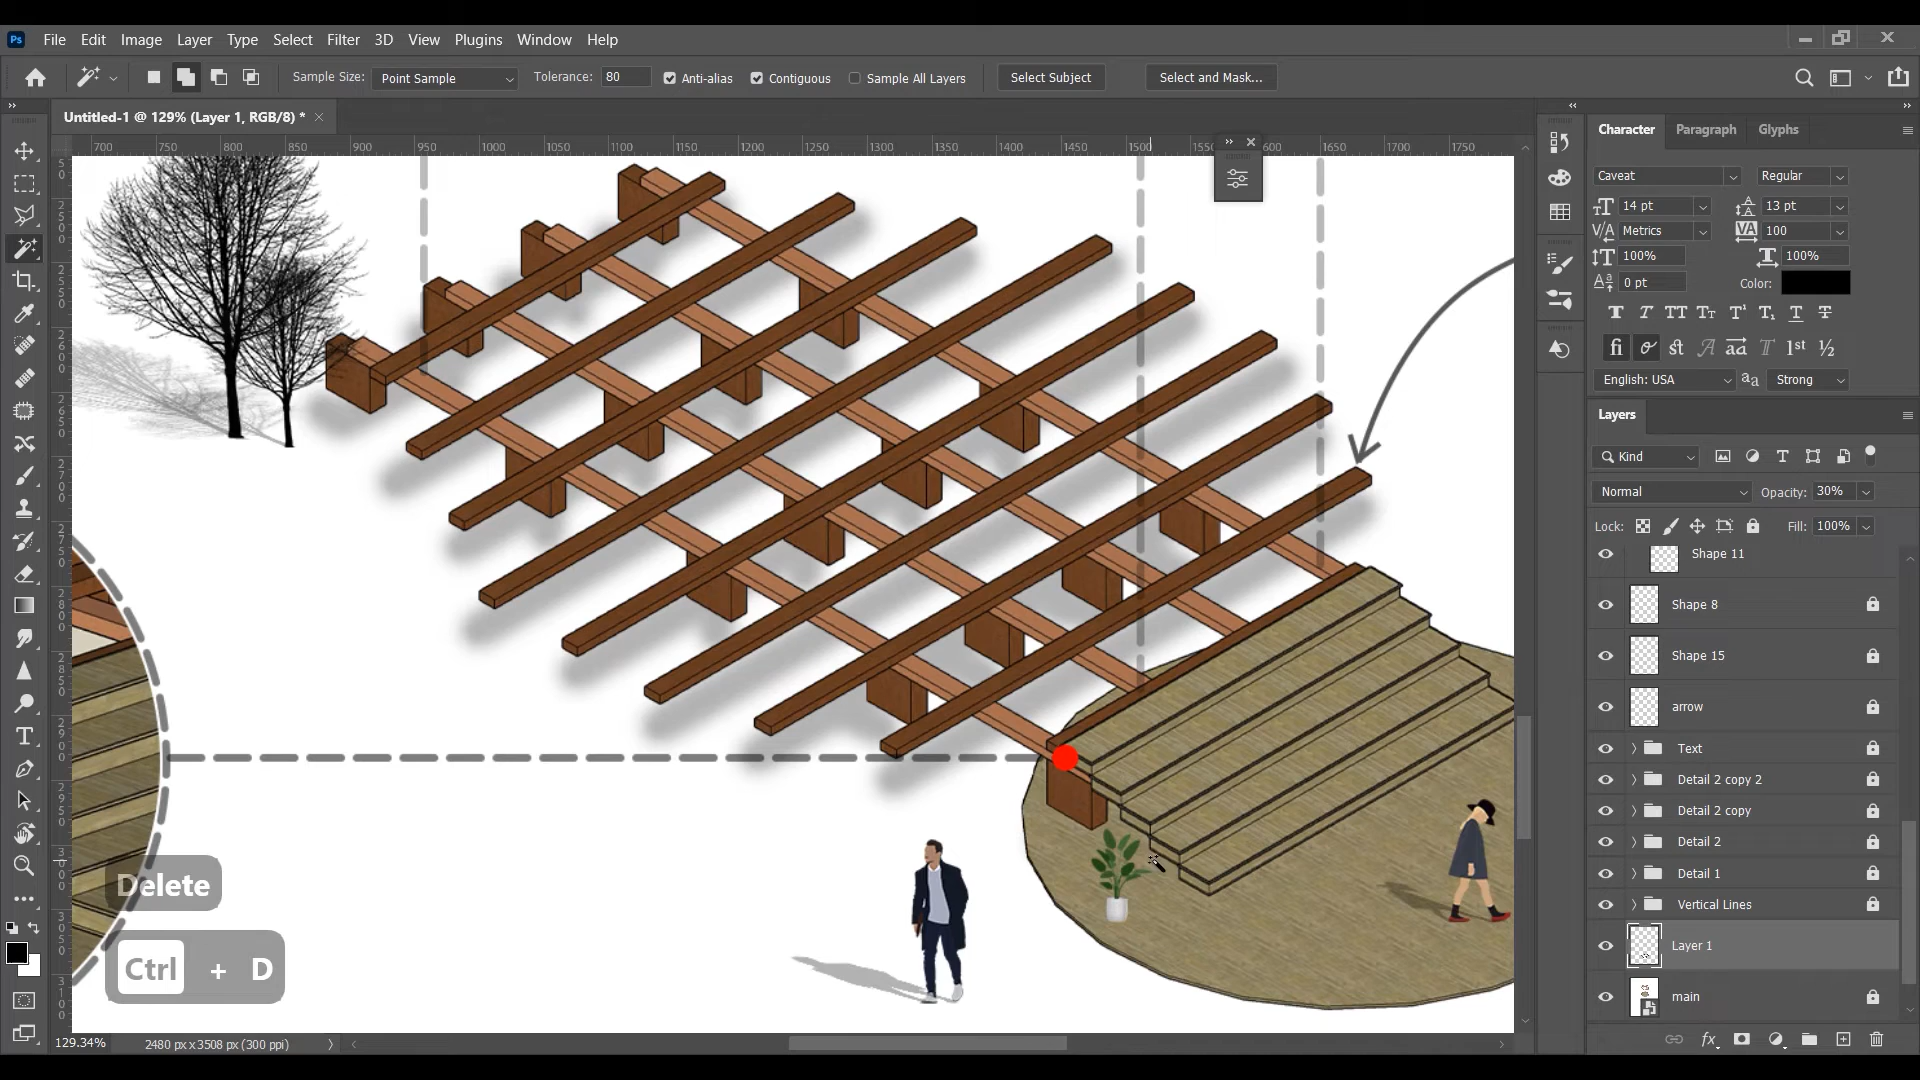 Ps File Edit Image Layer Type Select Filter 3D View Plugins Window Help
Sample Size: Point Sample Tolerance: 80 Anti-alias Contiguous Sample All Layers Select Subject Select and Mask...
Untitled-1 @ 129% (Layer 1, RGB/8) *
700 750 800 850 900 950 1000 1050 1100 1150 1200 1250 1300 1350 1400 1450 1500 1600 1650 1700 1750
Character Paragraph Glyphs
Caveat Regular
14 pt 13 pt
Metrics 100
100% 100%
0 pt Color:
English: USA aa Strong
Layers
Kind
Normal Opacity: 30%
Lock: Fill: 100%
Shape 11
Shape 8
Shape 15
arrow
Text
Detail 2 copy 2
Detail 2 copy
Detail 2
Detail 1
Vertical Lines
Layer 1
main
Delete
Ctrl + D
129.34% 2480 px x 3508 px (300 ppi)